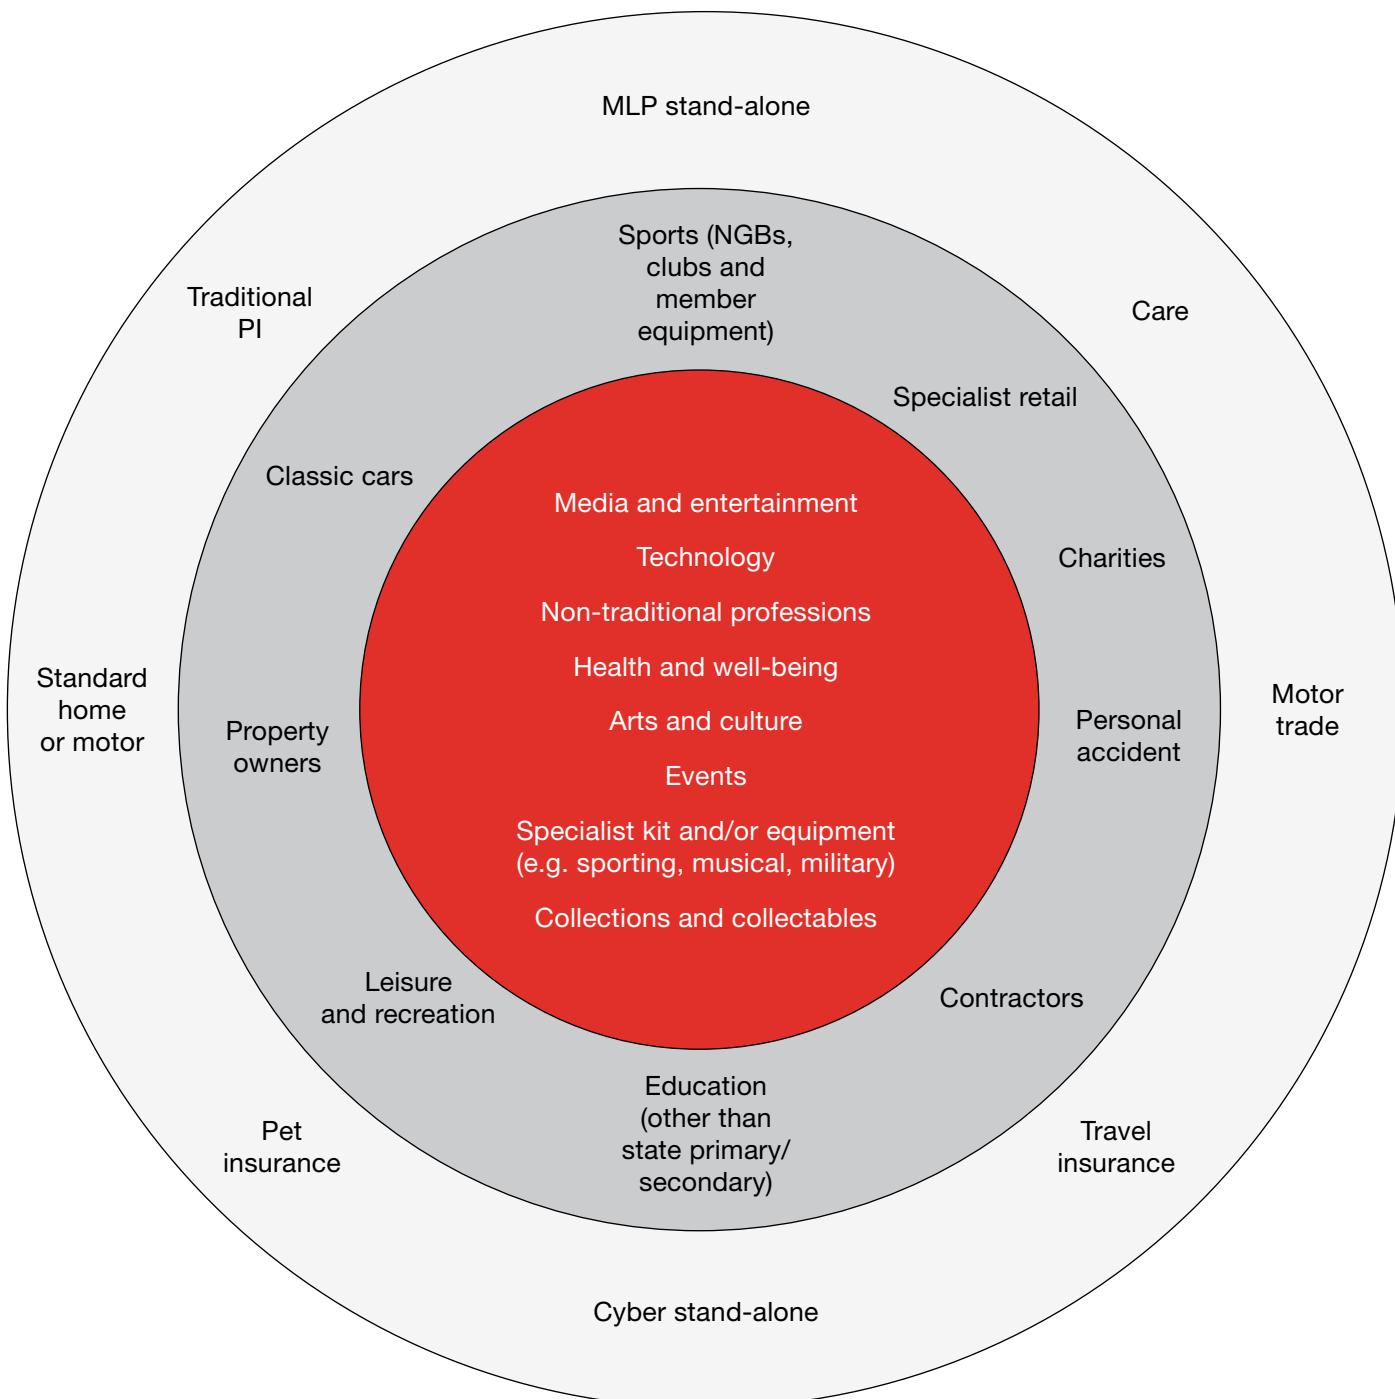 MLP stand-alone
Sports (NGBs,
clubs and
member
equipment)
Traditional
PI
Care
Specialist retail
Classic cars
Media and entertainment
Technology
Non-traditional professions
Health and well-being
Arts and culture
Events
Specialist kit and/or equipment
(e.g. sporting, musical, military)
Collections and collectables
Charities
Standard
home
or motor
Property
owners
Personal
accident
Motor
trade
Leisure
and recreation
Contractors
Education
(other than
state primary/
secondary)
Pet
insurance
Travel
insurance
Cyber stand-alone